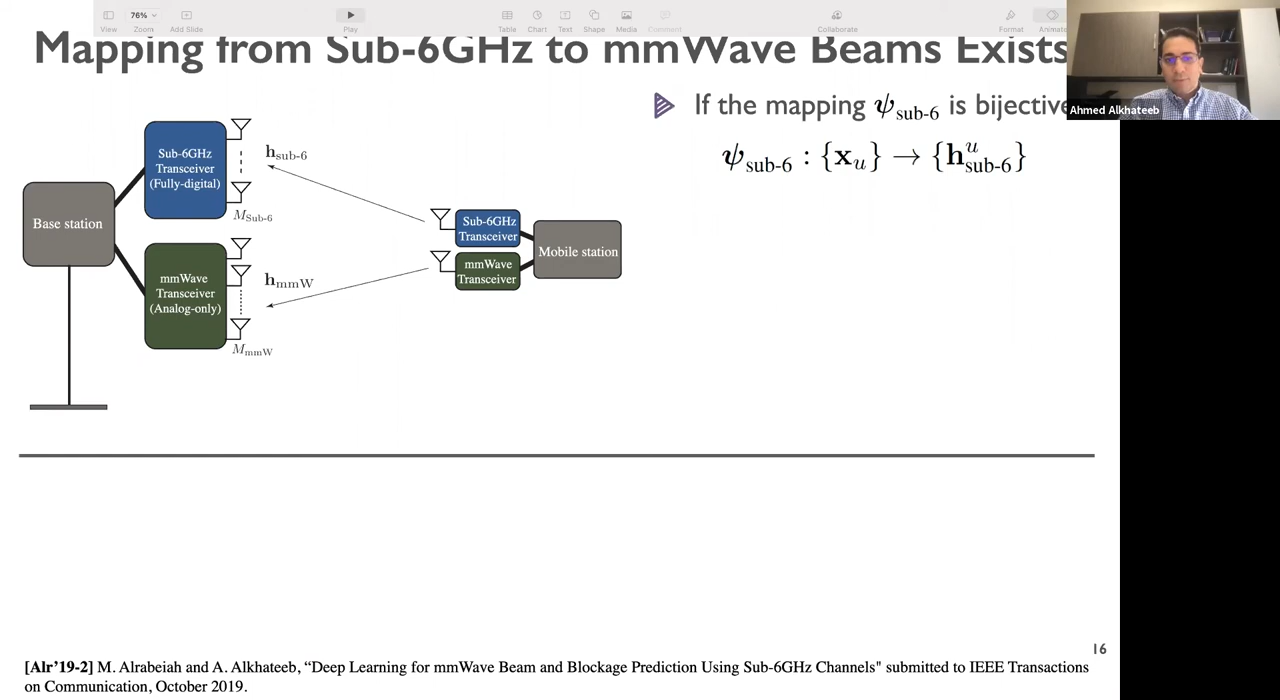 View
76%
Zoom
Add Slide
Play
Table
Chart
Text
Shape
Media
Comment
Collaborate
Format
Animate
Mapping from Sub-6GHz to mmWave Beams Exists
Ahmed Alkhateeb
If the mapping ψ_sub-6 is bijective
ψ_sub-6 : {x_u} → {h^u_sub-6}
Sub-6GHz
Transceiver
(Fully-digital)
h_sub-6
M_Sub-6
Base station
mmWave
Transceiver
(Analog-only)
h_mmW
M_mmW
Sub-6GHz
Transceiver
mmWave
Transceiver
Mobile station
16
[Alr'19-2] M. Alrabeiah and A. Alkhateeb, “Deep Learning for mmWave Beam and Blockage Prediction Using Sub-6GHz Channels" submitted to IEEE Transactions
on Communication, October 2019.